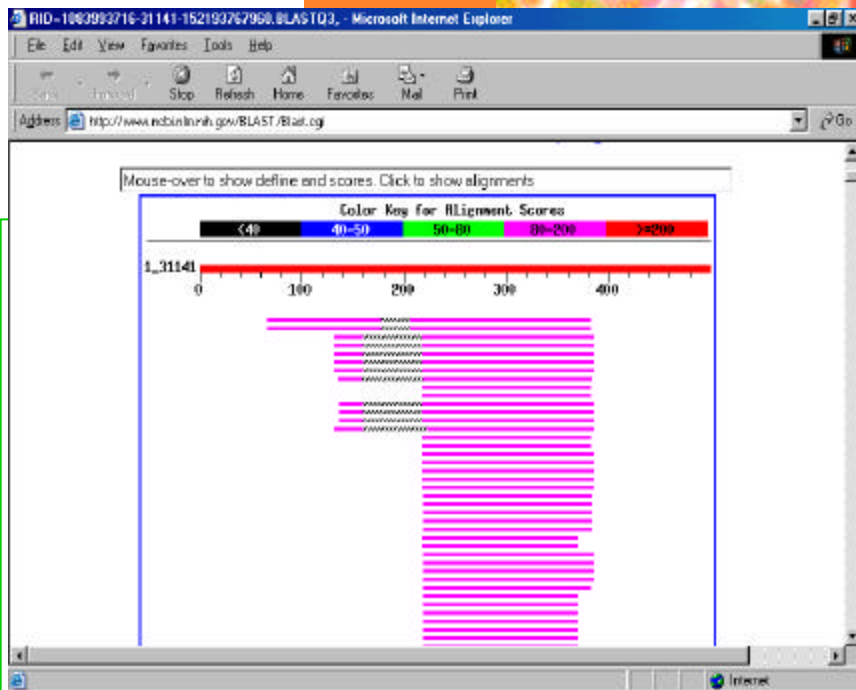 RID=1083993716-31141-152193767960.BLASTQ3, - Microsoft Internet Explorer
File Edit View Favorites Tools Help
Stop Refresh Home Favorites Mail Print
Address http://www.ncbi.nlm.nih.gov/BLAST/Blast.cgi Go
Mouse-over to show defline and scores. Click to show alignments
Color Key for Alignment Scores
<40 40-50 50-80 80-200 >=200
1_31141
0 100 200 300 400
Internet